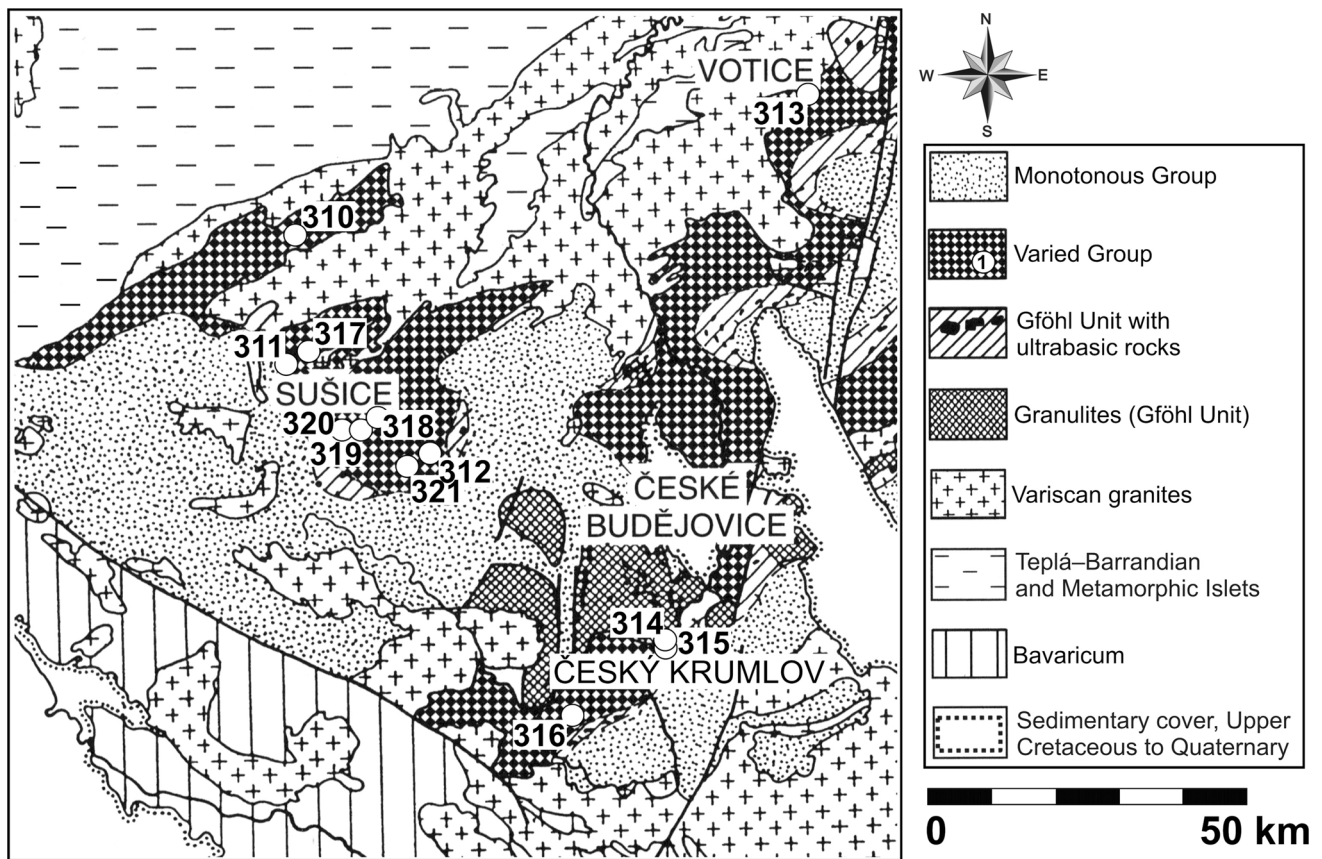 VOTICE
313
310
317
311
SUŠICE
320
318
319
312
321
ČESKÉ
BUDĚJOVICE
314
315
ČESKÝ KRUMLOV
316
N
W
E
S
Monotonous Group
1
Varied Group
Gföhl Unit with
ultrabasic rocks
Granulites (Gföhl Unit)
Variscan granites
Teplá–Barrandian
and Metamorphic Islets
Bavaricum
Sedimentary cover, Upper
Cretaceous to Quaternary
0
50 km